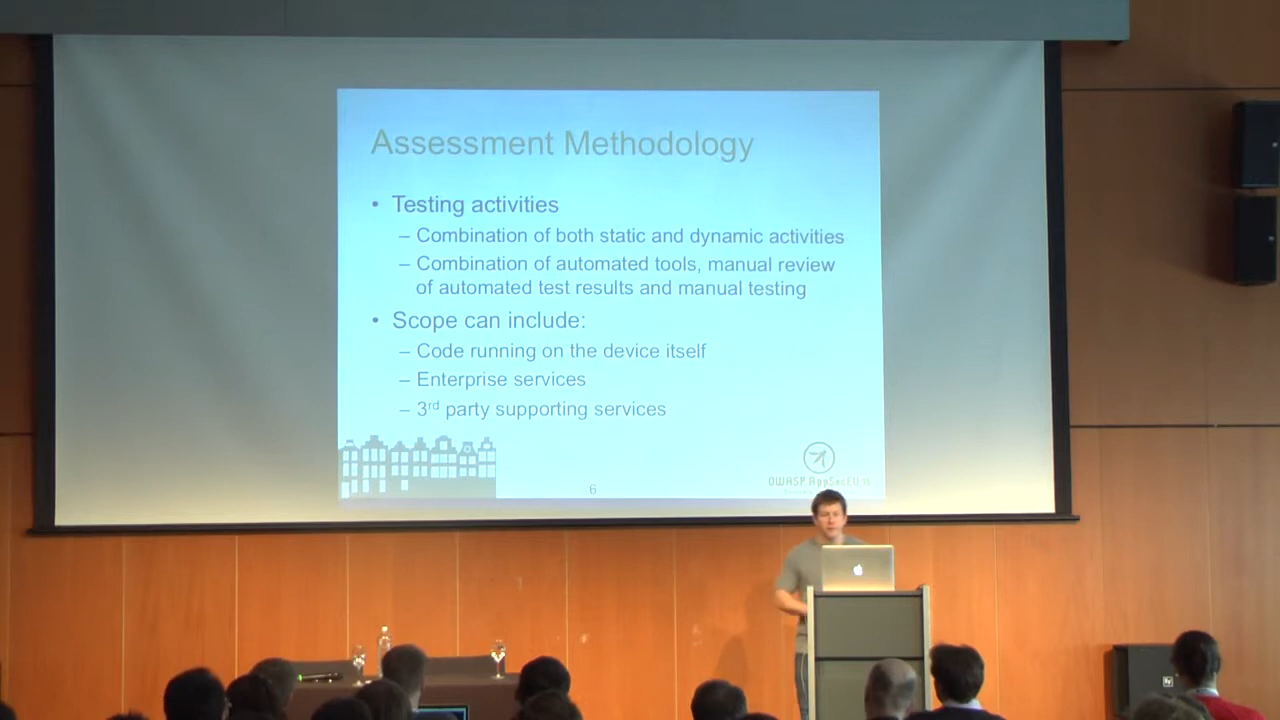 Assessment Methodology
• Testing activities
– Combination of both static and dynamic activities
– Combination of automated tools, manual review
of automated test results and manual testing
• Scope can include:
– Code running on the device itself
– Enterprise services
– 3rd party supporting services
6
OWASP AppSecEU